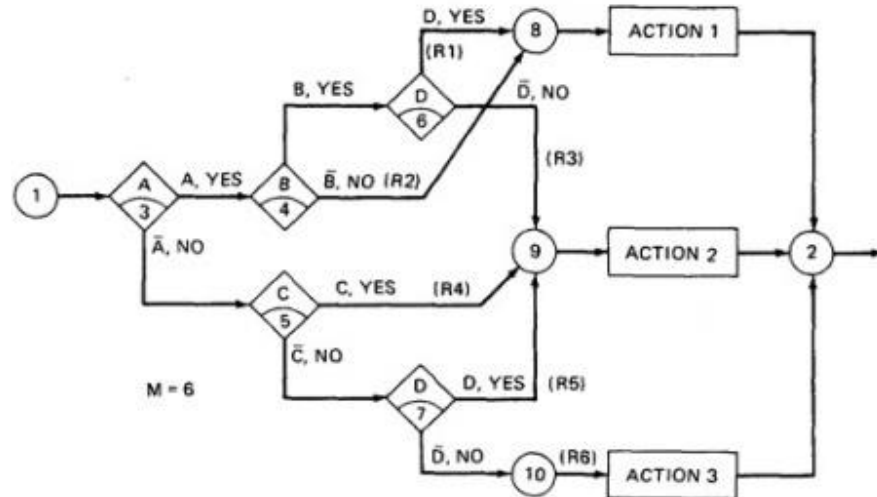 D, YES
8
ACTION 1
(R1)
B, YES
D
6
D̄, NO
(R3)
1
A
3
A, YES
B
4
B̄, NO (R2)
Ā, NO
9
ACTION 2
2
C
5
C, YES (R4)
C̄, NO
M = 6
D
7
D, YES (R5)
D̄, NO
10
(R6)
ACTION 3